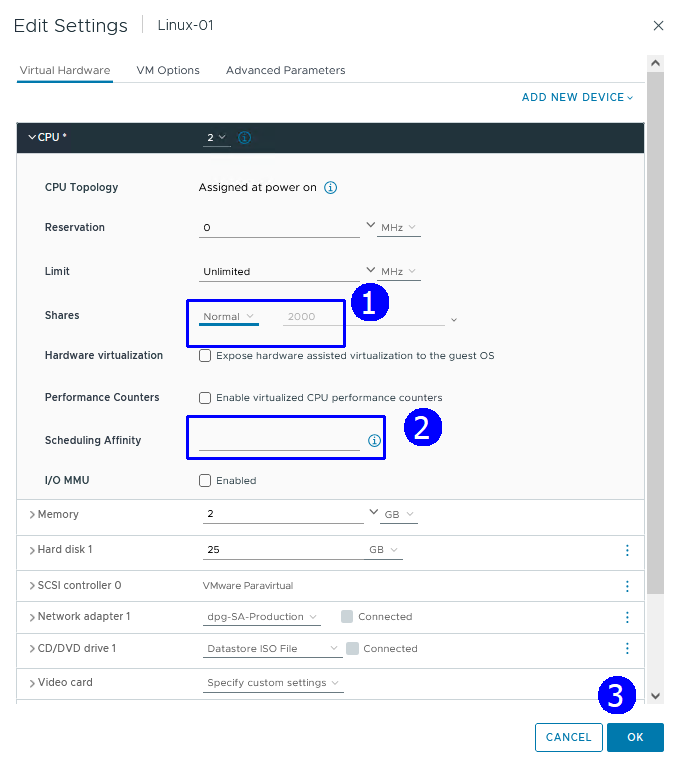 Edit Settings Linux-01
Virtual Hardware VM Options Advanced Parameters
ADD NEW DEVICE
CPU * 2
CPU Topology Assigned at power on
Reservation 0 MHz
Limit Unlimited MHz
1
Shares Normal 2000
Hardware virtualization Expose hardware assisted virtualization to the guest OS
Performance Counters Enable virtualized CPU performance counters
2
Scheduling Affinity
I/O MMU Enabled
Memory 2 GB
Hard disk 1 25 GB
SCSI controller 0 VMware Paravirtual
Network adapter 1 dpg-SA-Production Connected
CD/DVD drive 1 Datastore ISO File Connected
Video card Specify custom settings
3
CANCEL OK